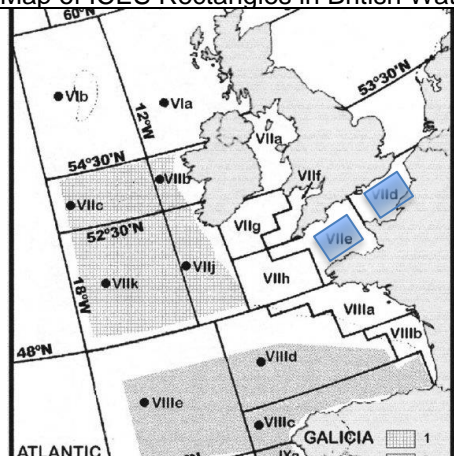 Map of ICES Rectangles in British Wat
60°N
VIb
VIa
12°W
53°30'N
VIIa
54°30'N
VIIb
VIIf
VIId
VIIc
VIIg
VIIe
52°30'N
VIIj
VIIh
VIIk
18°W
VIIIa
VIIIb
48°N
VIIId
VIIIe
VIIIc
GALICIA
1
ATLANTIC
IXa